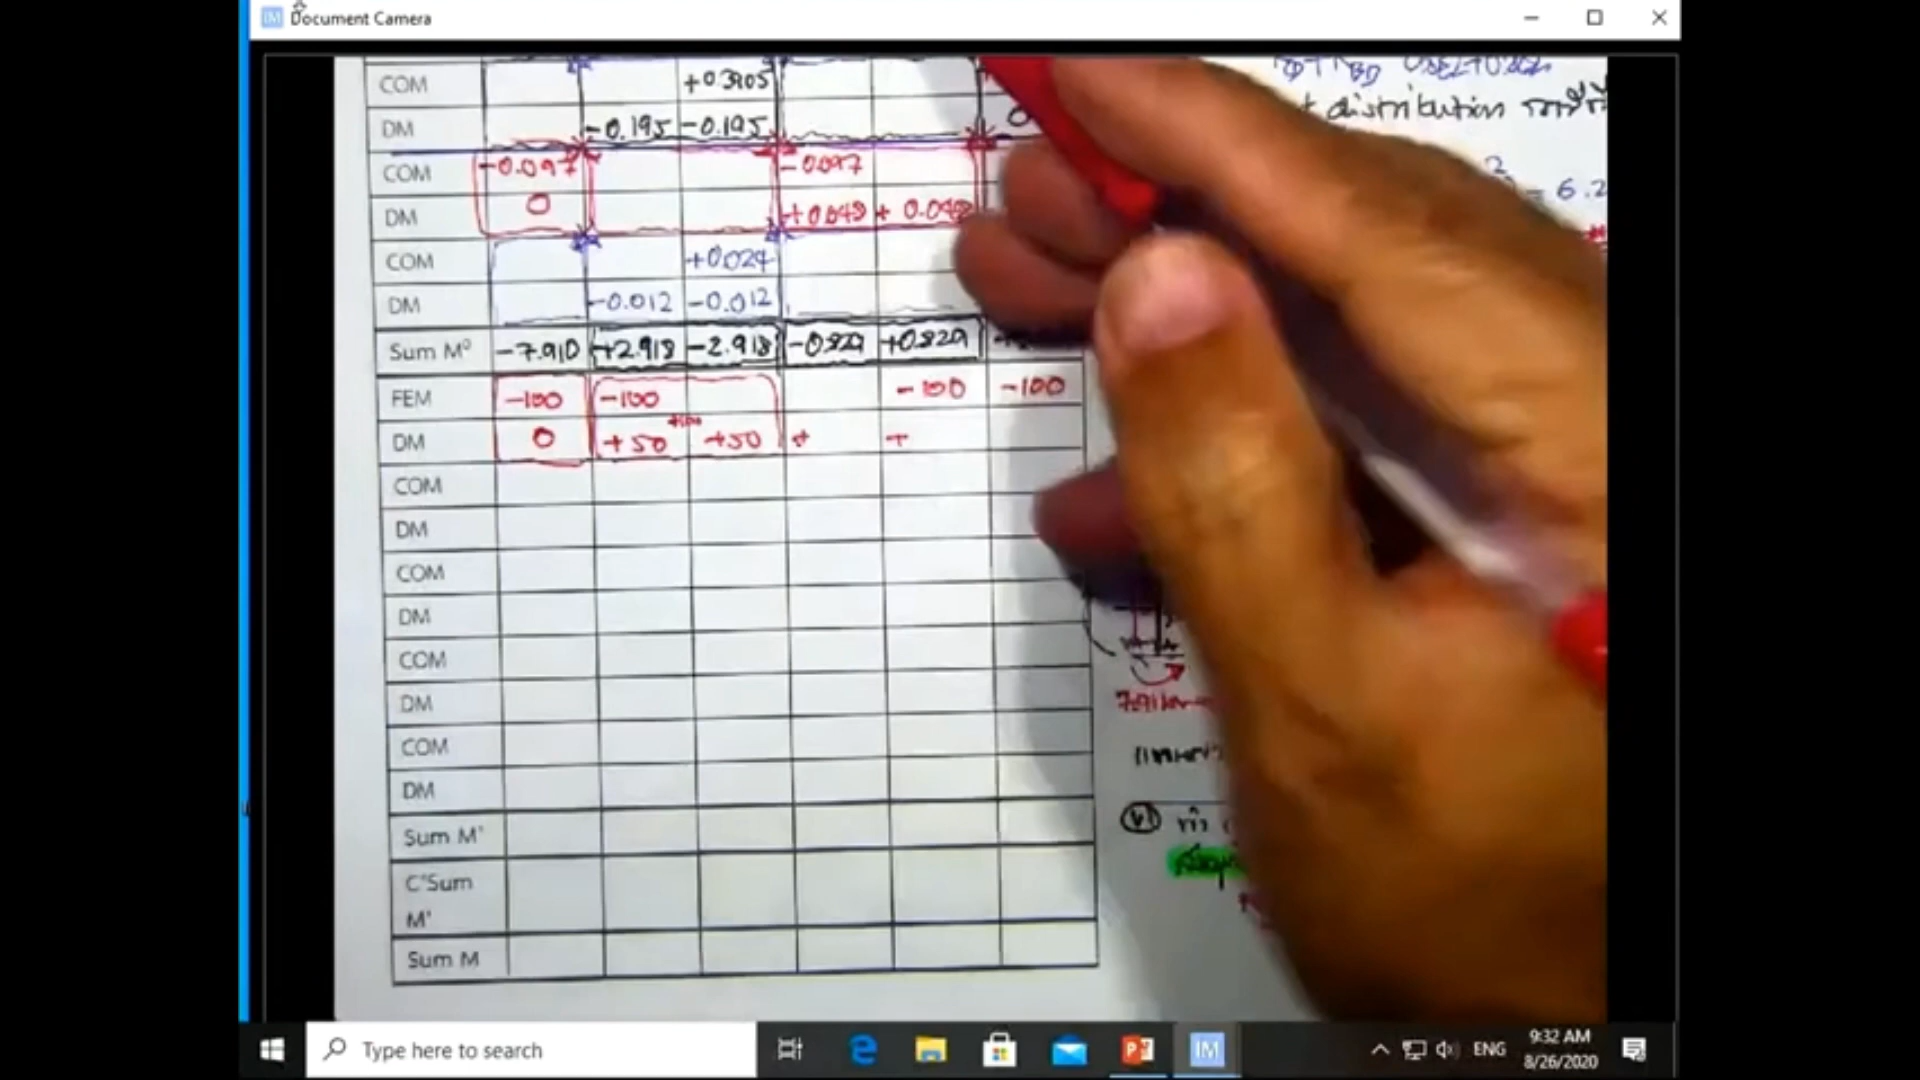 Document Camera
COM +0.3905
DM -0.195 -0.195
distribution
COM -0.097 -0.097
DM 0 +0.048 + 0.048
= 6.2
COM +0.024
DM -0.012 -0.012
Sum M⁰ -7.910 +2.918 -2.918 -0.829 +0.829
FEM -100 -100 -100 -100
DM 0 +50 +50 + +
COM
DM
COM
DM
COM
DM
COM
DM
Sum M'
C'Sum
M'
Sum M
Type here to search
ENG
9:32 AM
8/26/2020